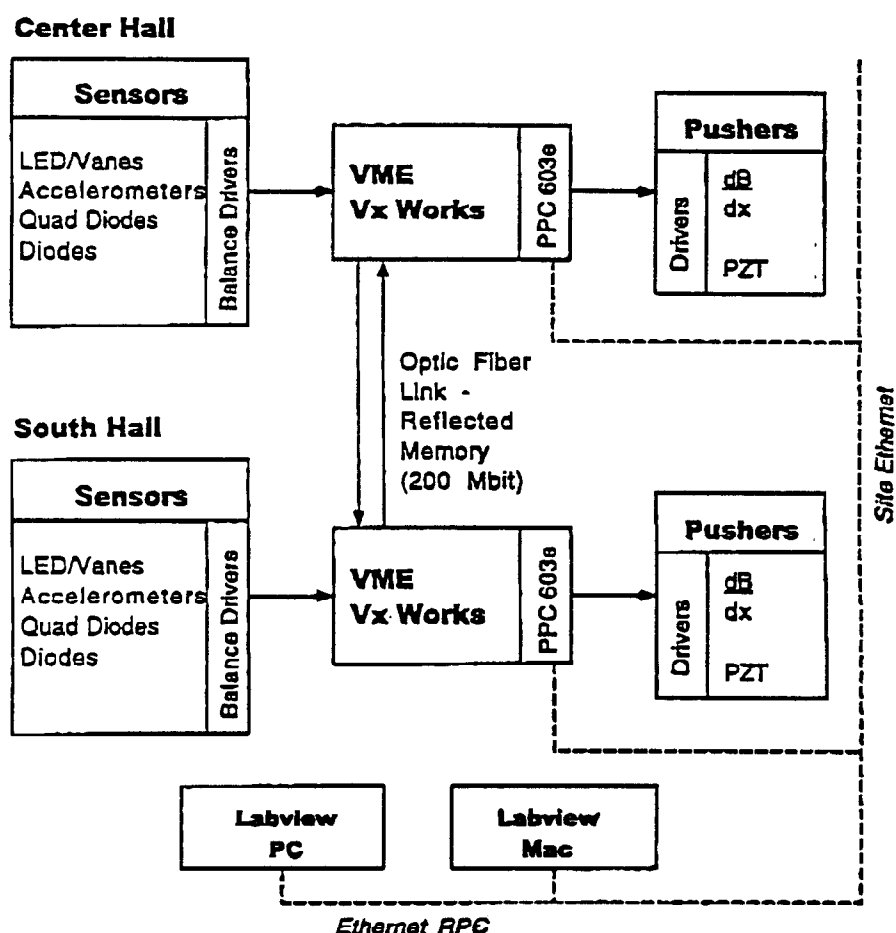 Center Hall
Sensors
LED/Vanes
Accelerometers
Quad Diodes
Diodes
Balance Drivers
VME
Vx Works
PPC 603e
Pushers
Drivers
dB
dx
PZT
Optic Fiber
Link -
Reflected
Memory
(200 Mbit)
Site Ethernet
South Hall
Sensors
LED/Vanes
Accelerometers
Quad Diodes
Diodes
Balance Drivers
VME
Vx Works
PPC 603e
Pushers
Drivers
dB
dx
PZT
Labview
PC
Labview
Mac
Ethernet RPC